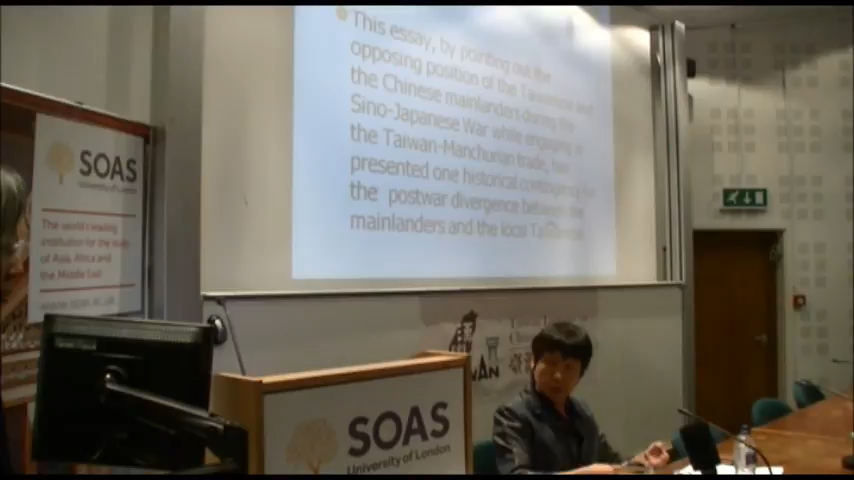 This essay, by pointing out the
opposing position of the Taiwanese and
the Chinese mainlanders during the
Sino-Japanese War while engaging in
the Taiwan-Manchurian trade, has
presented one historical contingency for
the postwar divergence between the
mainlanders and the local Taiwanese
SOAS
University of London
The world's leading
institution for the study
of Asia, Africa and
the Middle East
SOAS
University of London